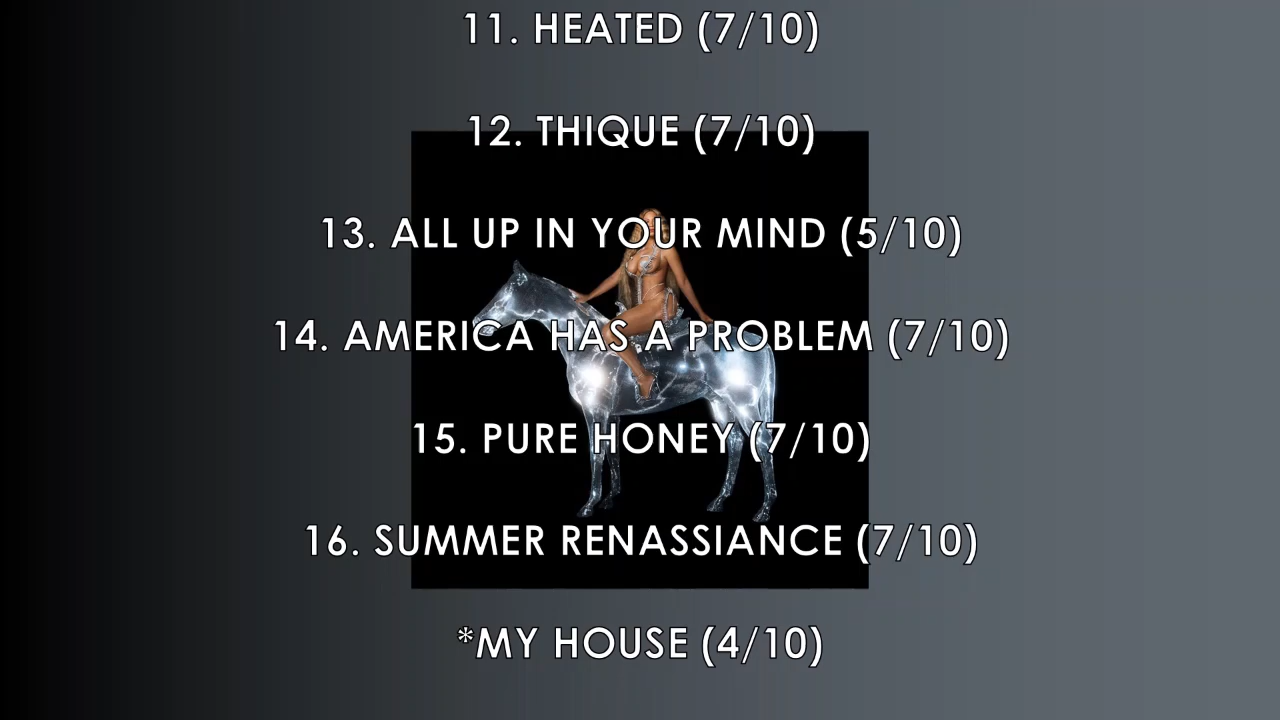 11. HEATED (7/10)
12. THIQUE (7/10)
13. ALL UP IN YOUR MIND (5/10)
14. AMERICA HAS A PROBLEM (7/10)
15. PURE HONEY (7/10)
16. SUMMER RENASSIANCE (7/10)
*MY HOUSE (4/10)